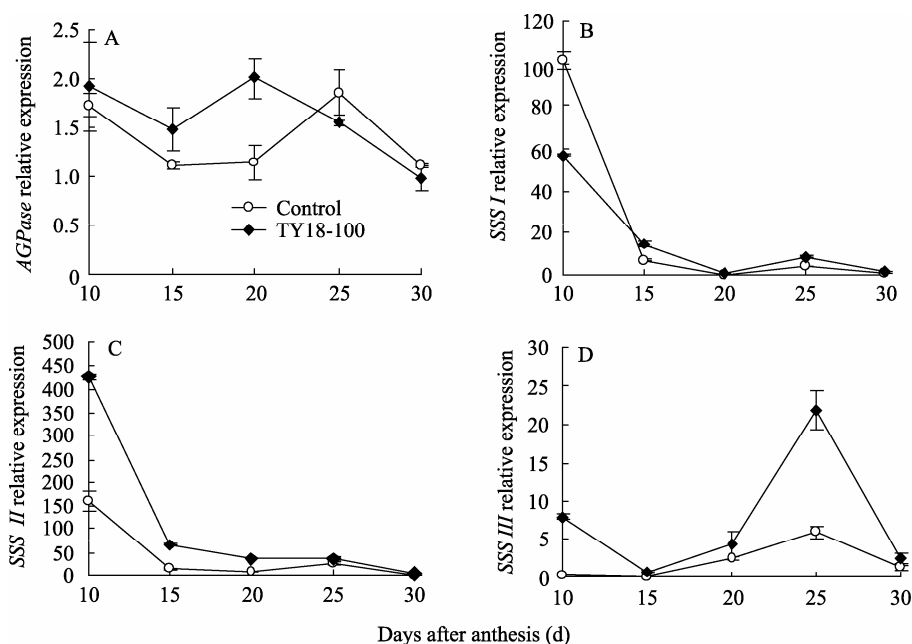 A
AGPase relative expression
2.5
2.0
1.5
1.0
0.5
0
10 15 20 25 30
Control
TY18-100
B
SSS I relative expression
120
100
80
60
40
20
0
10 15 20 25 30
C
SSS II relative expression
500
450
400
350
300
250
200
150
100
50
0
10 15 20 25 30
D
SSS III relative expression
30
25
20
15
10
5
0
10 15 20 25 30
Days after anthesis (d)